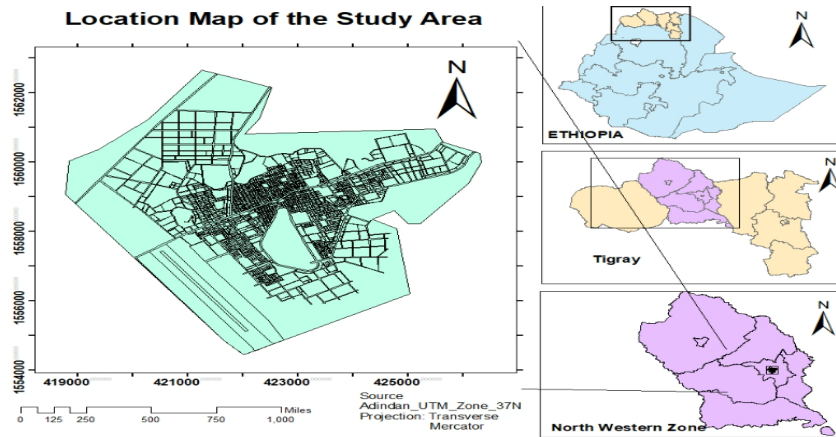 Location Map of the Study Area
N
1562000
1560000
1558000
1556000
1554000
419000
421000
423000
425000
0 125 250 500 750 1,000 Miles
Source
Adindan_UTM_Zone_37N
Projection: Transverse
Mercator
N
ETHIOPIA
N
Tigray
N
North Western Zone